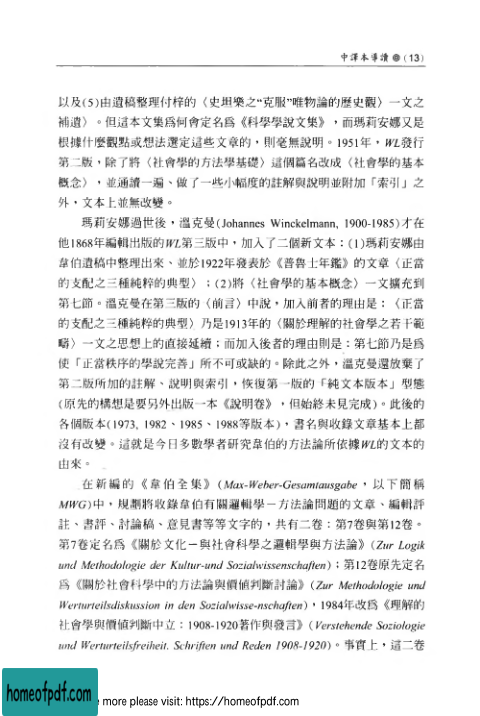 中譯本導讀 ◉ (13)
以及(5)由遺稿整理付梓的〈史坦樂之“克服”唯物論的歷史觀〉一文之
補遺〉。但這本文集爲何會定名爲《科學學說文集》，而瑪莉安娜又是
根據什麼觀點或想法選定這些文章的，則毫無說明。1951年，WL發行
第二版，除了將〈社會學的方法學基礎〉這個篇名改成〈社會學的基本
概念〉，並通讀一遍、做了一些小幅度的註解與說明並附加「索引」之
外，文本上並無改變。
瑪莉安娜過世後，溫克曼(Johannes Winckelmann, 1900-1985)才在
他1868年編輯出版的WL第三版中，加入了二個新文本：(1)瑪莉安娜由
韋伯遺稿中整理出來、並於1922年發表於《普魯士年鑑》的文章〈正當
的支配之三種純粹的典型〉；(2)將〈社會學的基本概念〉一文擴充到
第七節。溫克曼在第三版的〈前言〉中說，加入前者的理由是：〈正當
的支配之三種純粹的典型〉乃是1913年的〈關於理解的社會學之若干範
疇〉一文之思想上的直接延續；而加入後者的理由則是：第七節乃是爲
使「正當秩序的學說完善」所不可或缺的。除此之外，溫克曼還放棄了
第二版所加的註解、說明與索引，恢復第一版的「純文本版本」型態
(原先的構想是要另外出版一本《說明卷》，但始終未見完成)。此後的
各個版本(1973, 1982、1985、1988等版本)，書名與收錄文章基本上都
沒有改變。這就是今日多數學者研究韋伯的方法論所依據WL的文本的
由來。
在新編的《韋伯全集》(Max-Weber-Gesamtausgabe，以下簡稱
MWG)中，規劃將收錄韋伯有關邏輯學－方法論問題的文章、編輯評
註、書評、討論稿、意見書等等文字的，共有二卷：第7卷與第12卷。
第7卷定名爲《關於文化－與社會科學之邏輯學與方法論》(Zur Logik
und Methodologie der Kultur-und Sozialwissenschaften)；第12卷原先定名
爲《關於社會科學中的方法論與價値判斷討論》(Zur Methodologie und
Werturteilsdiskussion in den Sozialwisse-nschaften)，1984年改爲《理解的
社會學與價値判斷中立：1908-1920著作與發言》(Verstehende Soziologie
und Werturteilsfreiheit. Schriften und Reden 1908-1920)。事實上，這二卷
homeofpdf.com
e more please visit: https://homeofpdf.com